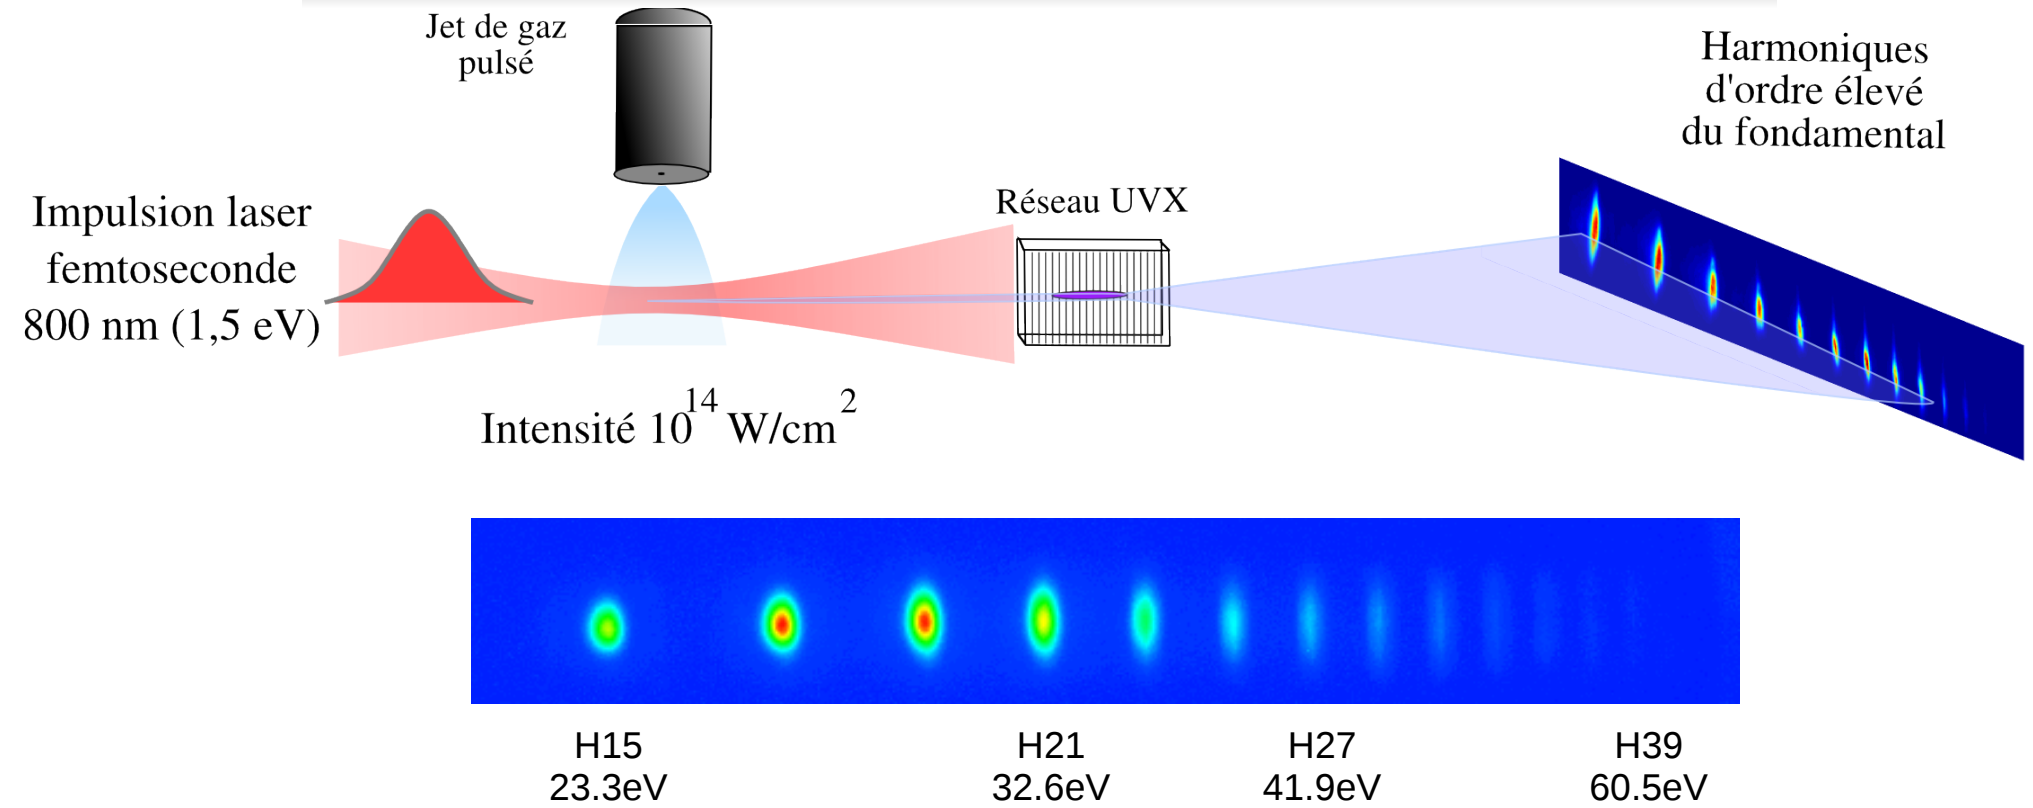 Jet de gaz
pulsé
Harmoniques
d'ordre élevé
du fondamental
Impulsion laser
femtoseconde
800 nm (1,5 eV)
Réseau UVX
Intensité 10^14 W/cm^2
H15
23.3eV
H21
32.6eV
H27
41.9eV
H39
60.5eV